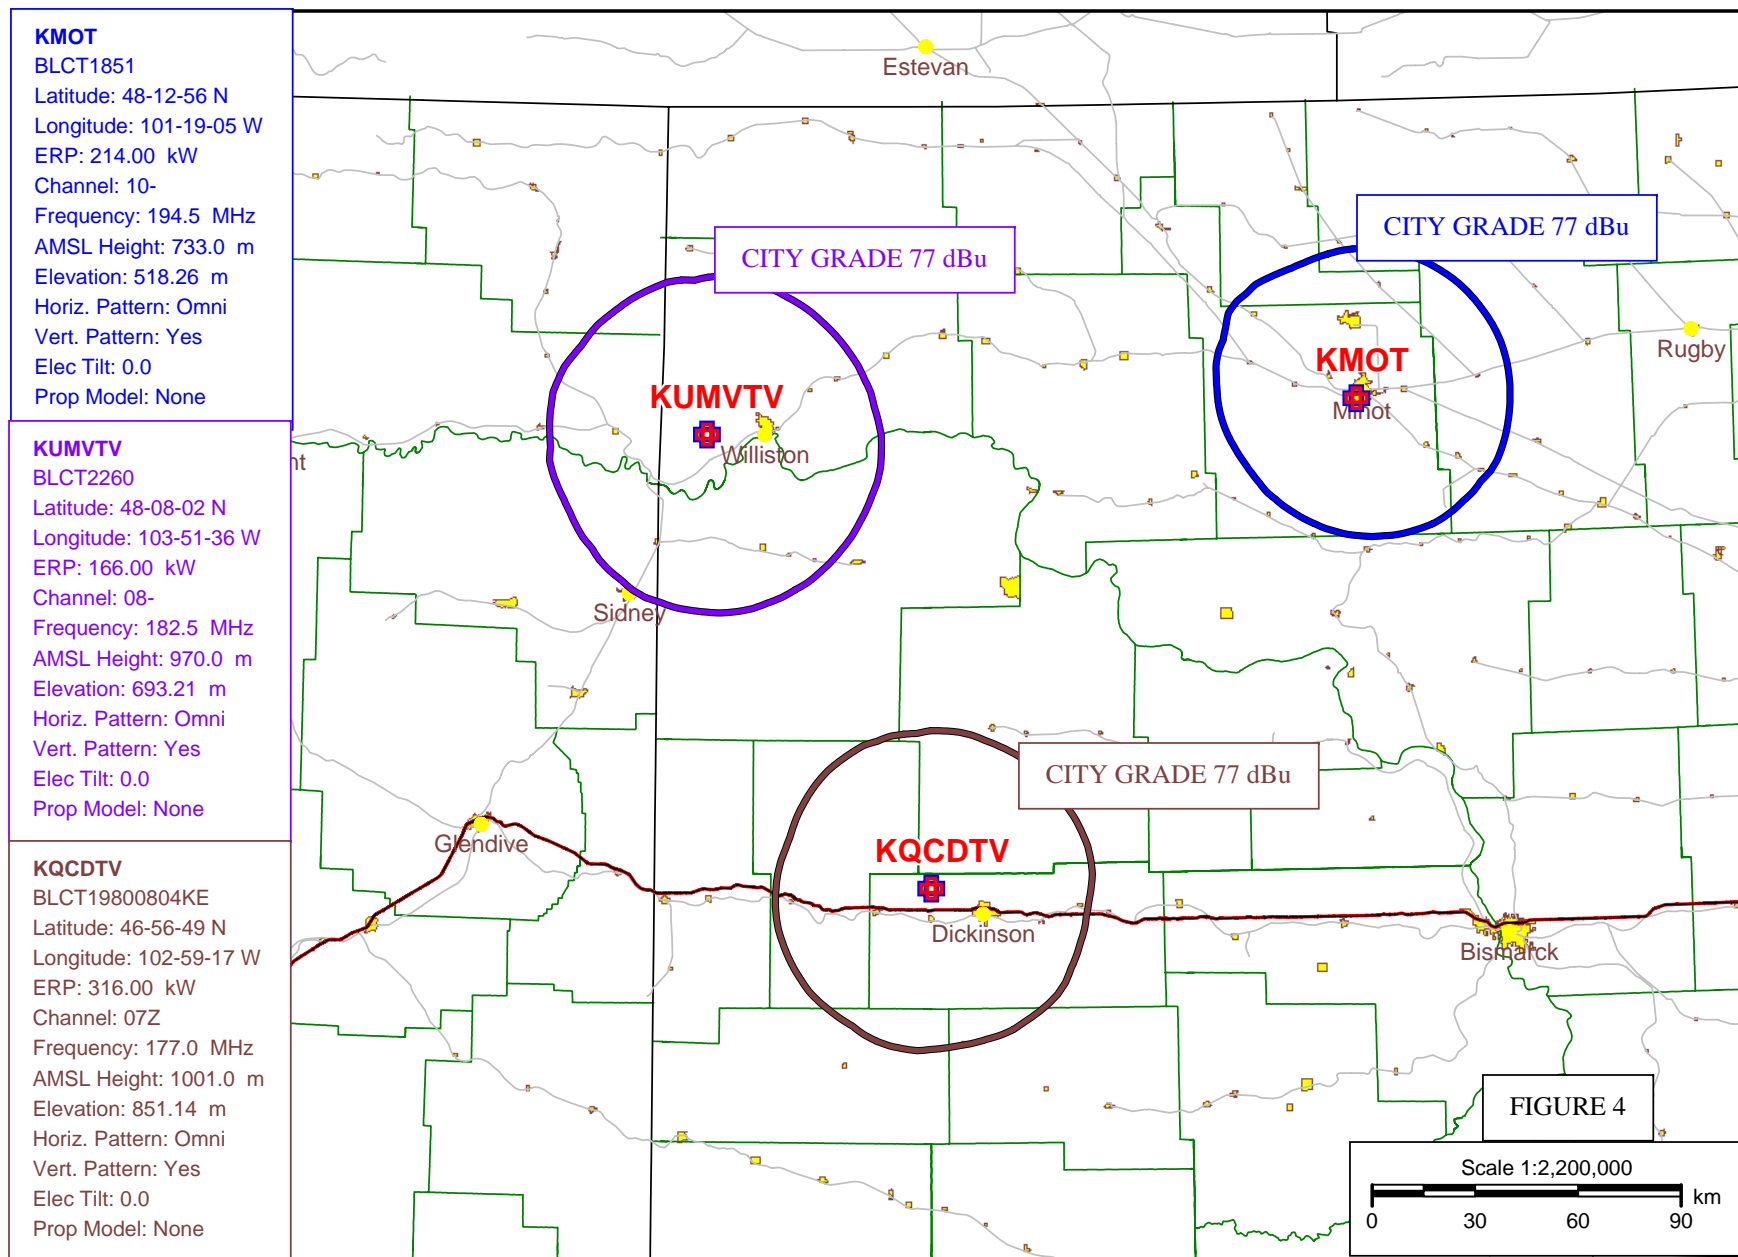 KMOT
BLCT1851
Latitude: 48-12-56 N
Longitude: 101-19-05 W
ERP: 214.00 kW
Channel: 10-
Frequency: 194.5 MHz
AMSL Height: 733.0 m
Elevation: 518.26 m
Horiz. Pattern: Omni
Vert. Pattern: Yes
Elec Tilt: 0.0
Prop Model: None
KUMVTV
BLCT2260
Latitude: 48-08-02 N
Longitude: 103-51-36 W
ERP: 166.00 kW
Channel: 08-
Frequency: 182.5 MHz
AMSL Height: 970.0 m
Elevation: 693.21 m
Horiz. Pattern: Omni
Vert. Pattern: Yes
Elec Tilt: 0.0
Prop Model: None
KQCDTV
BLCT19800804KE
Latitude: 46-56-49 N
Longitude: 102-59-17 W
ERP: 316.00 kW
Channel: 07Z
Frequency: 177.0 MHz
AMSL Height: 1001.0 m
Elevation: 851.14 m
Horiz. Pattern: Omni
Vert. Pattern: Yes
Elec Tilt: 0.0
Prop Model: None
Estevan
CITY GRADE 77 dBu
CITY GRADE 77 dBu
Rugby
KMOT
Minot
KUMVTV
Williston
nt
Sidney
CITY GRADE 77 dBu
Glendive
KQCDTV
Dickinson
Bismarck
FIGURE 4
Scale 1:2,200,000
km
0 30 60 90